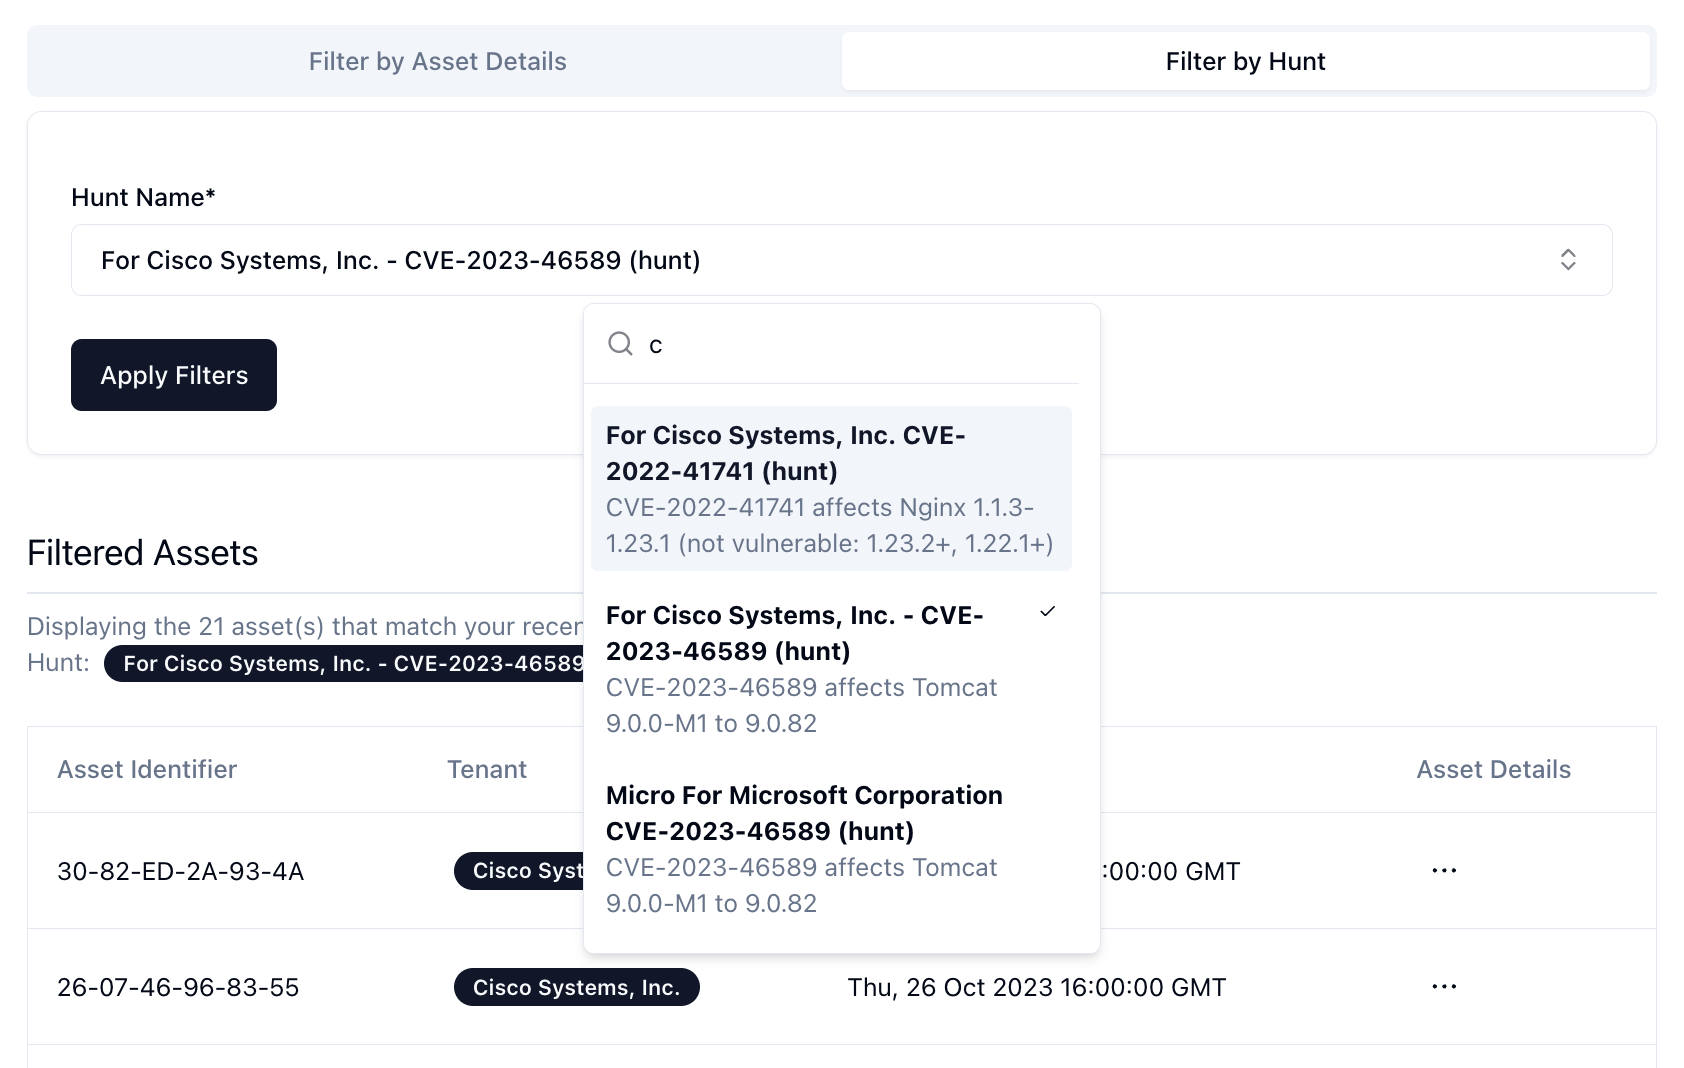 Filter by Asset Details
Filter by Hunt
Hunt Name*
For Cisco Systems, Inc. - CVE-2023-46589 (hunt)
Apply Filters
c
For Cisco Systems, Inc. CVE-
2022-41741 (hunt)
CVE-2022-41741 affects Nginx 1.1.3-
1.23.1 (not vulnerable: 1.23.2+, 1.22.1+)
For Cisco Systems, Inc. - CVE-
2023-46589 (hunt)
CVE-2023-46589 affects Tomcat
9.0.0-M1 to 9.0.82
Micro For Microsoft Corporation
CVE-2023-46589 (hunt)
CVE-2023-46589 affects Tomcat
9.0.0-M1 to 9.0.82
Filtered Assets
Displaying the 21 asset(s) that match your
Hunt: For Cisco Systems, Inc. - CVE-2023-46589
Asset Identifier Tenant Asset Details
30-82-ED-2A-93-4A Cisco :00:00 GMT ...
26-07-46-96-83-55 Cisco Systems, Inc. Thu, 26 Oct 2023 16:00:00 GMT ...